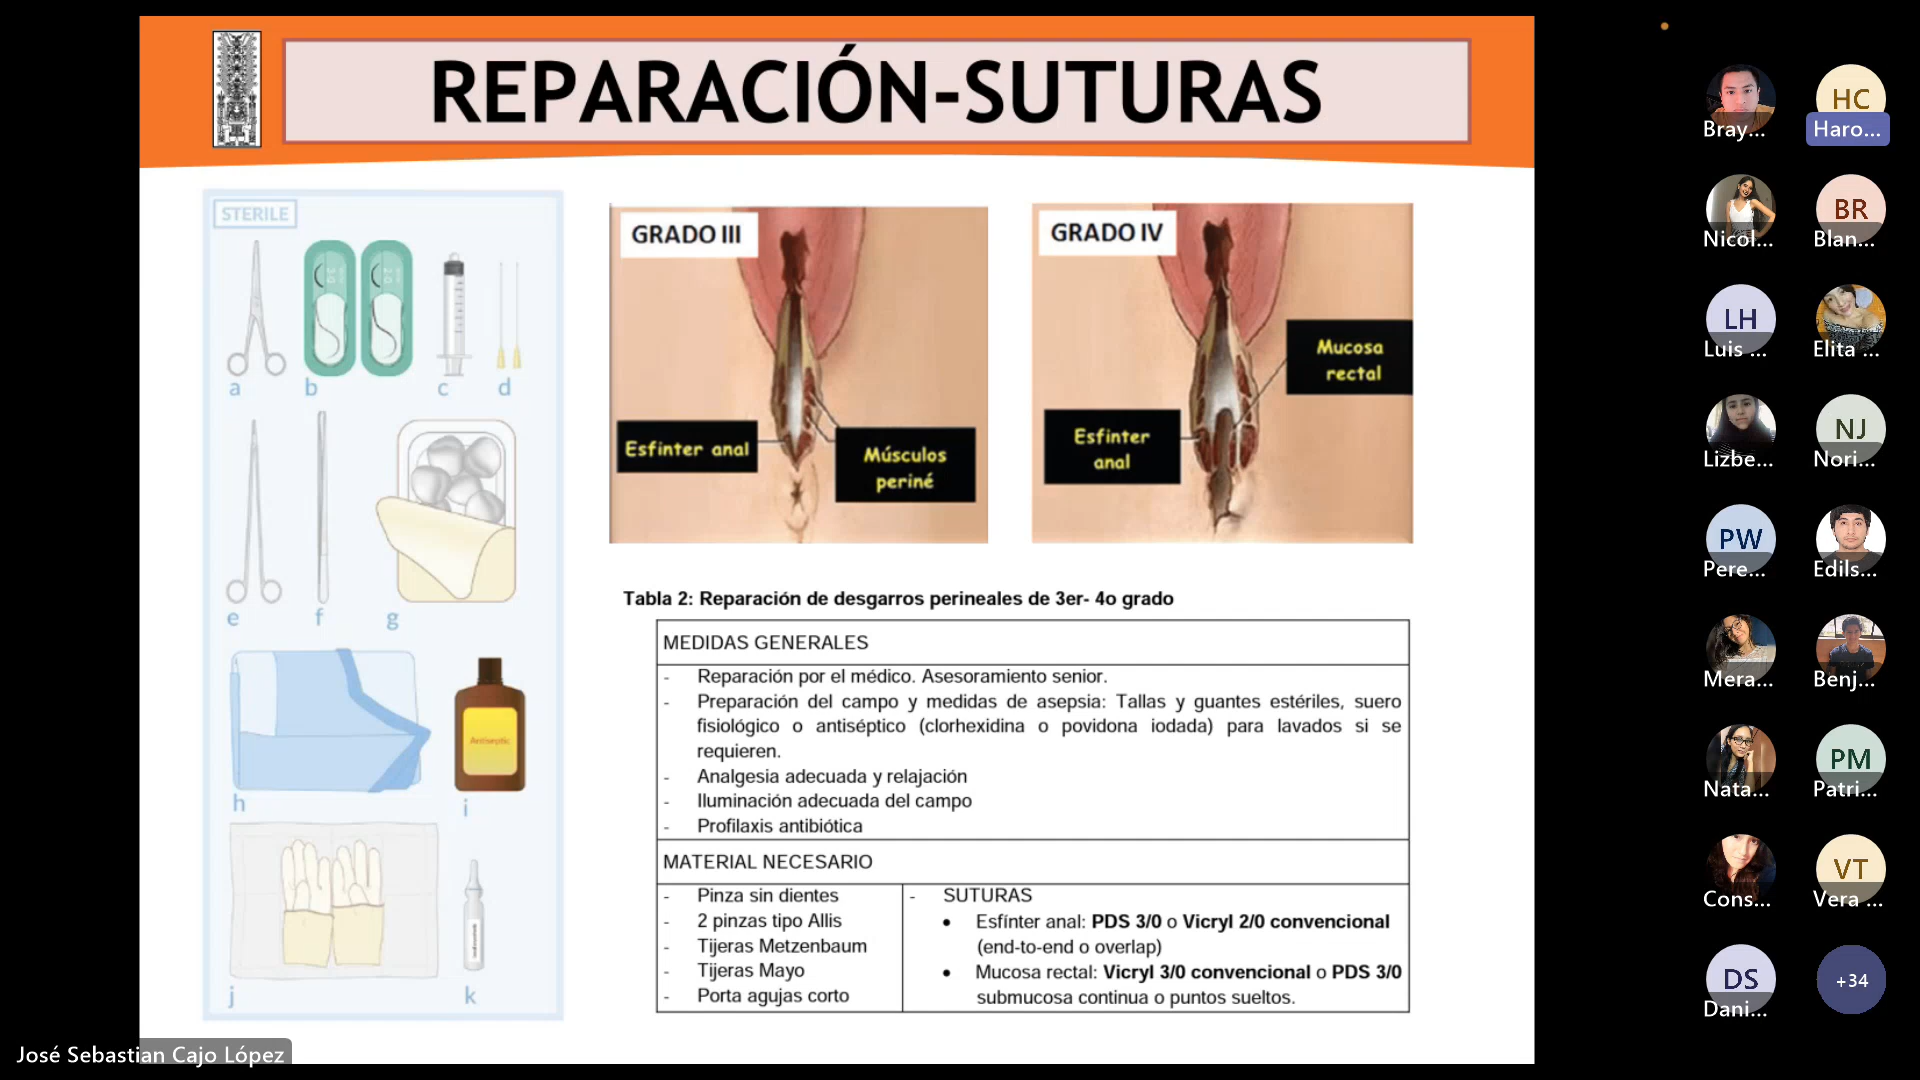 REPARACIÓN-SUTURAS
STERILE
a
b
c
d
e
f
g
h
i
Antiseptic
j
k
GRADO III
Esfinter anal
Músculos
periné
GRADO IV
Mucosa
rectal
Esfinter
anal
Tabla 2: Reparación de desgarros perineales de 3er- 4o grado
MEDIDAS GENERALES
- Reparación por el médico. Asesoramiento senior.
- Preparación del campo y medidas de asepsia: Tallas y guantes estériles, suero
fisiológico o antiséptico (clorhexidina o povidona iodada) para lavados si se
requieren.
- Analgesia adecuada y relajación
- Iluminación adecuada del campo
- Profilaxis antibiótica
MATERIAL NECESARIO
- Pinza sin dientes
- 2 pinzas tipo Allis
- Tijeras Metzenbaum
- Tijeras Mayo
- Porta agujas corto
- SUTURAS
• Esfínter anal: PDS 3/0 o Vicryl 2/0 convencional
(end-to-end o overlap)
• Mucosa rectal: Vicryl 3/0 convencional o PDS 3/0
submucosa continua o puntos sueltos.
José Sebastian Cajo López
Bray...
HC
Haro...
Nicol...
BR
Blan...
LH
Luis ...
Elita ...
Lizbe...
NJ
Nori...
PW
Pere...
Edils...
Mera...
Benj...
Nata...
PM
Patri...
Cons...
VT
Vera ...
DS
Dani...
+34